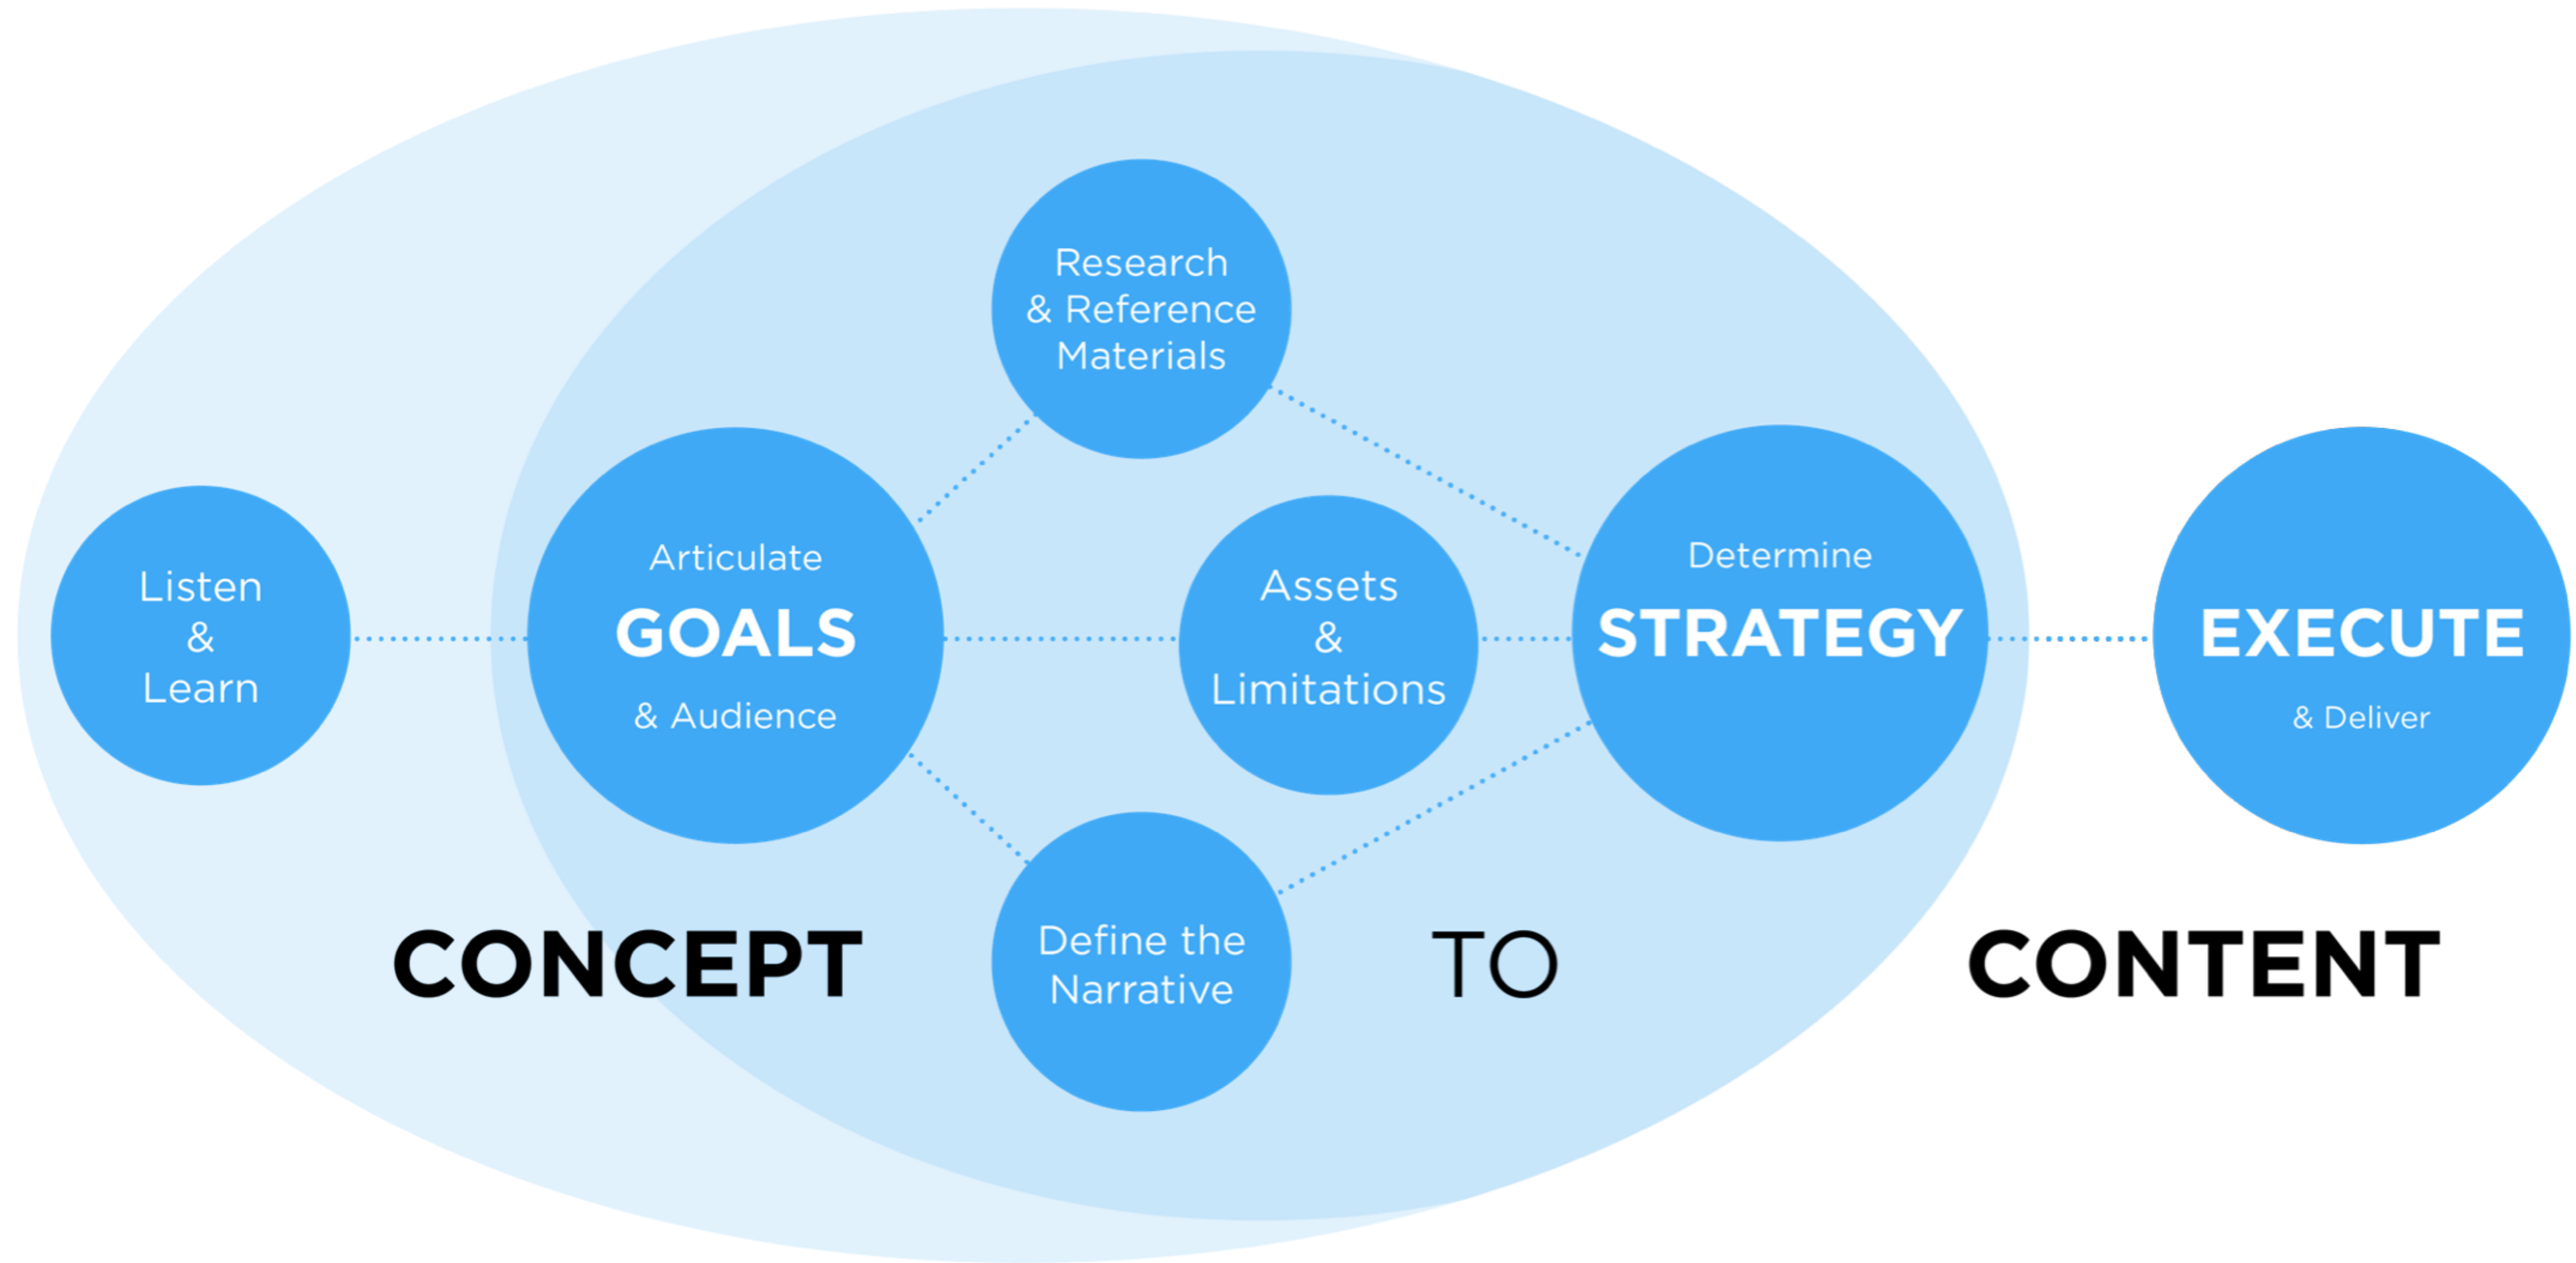 Listen
&
Learn
Articulate
GOALS
& Audience
Research
& Reference
Materials
Assets
&
Limitations
Define the
Narrative
Determine
STRATEGY
EXECUTE
& Deliver
CONCEPT TO CONTENT